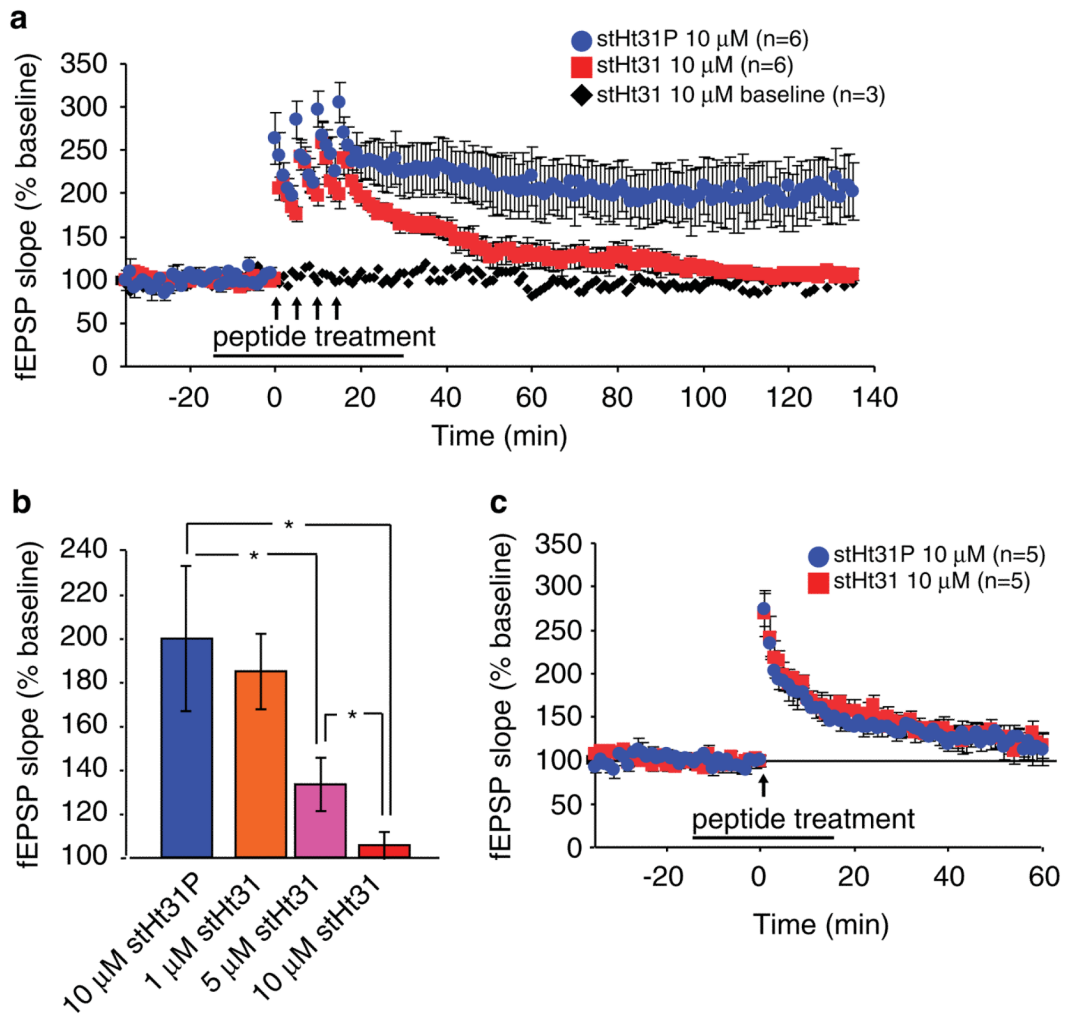 a
stHt31P 10 μM (n=6)
stHt31 10 μM (n=6)
stHt31 10 μM baseline (n=3)
fEPSP slope (% baseline)
350
300
250
200
150
100
50
0
peptide treatment
-20 0 20 40 60 80 100 120 140
Time (min)
b
fEPSP slope (% baseline)
240
220
200
180
160
140
120
100
*
*
*
10 μM stHt31P
1 μM stHt31
5 μM stHt31
10 μM stHt31
c
stHt31P 10 μM (n=5)
stHt31 10 μM (n=5)
fEPSP slope (% baseline)
350
300
250
200
150
100
50
0
peptide treatment
-20 0 20 40 60
Time (min)